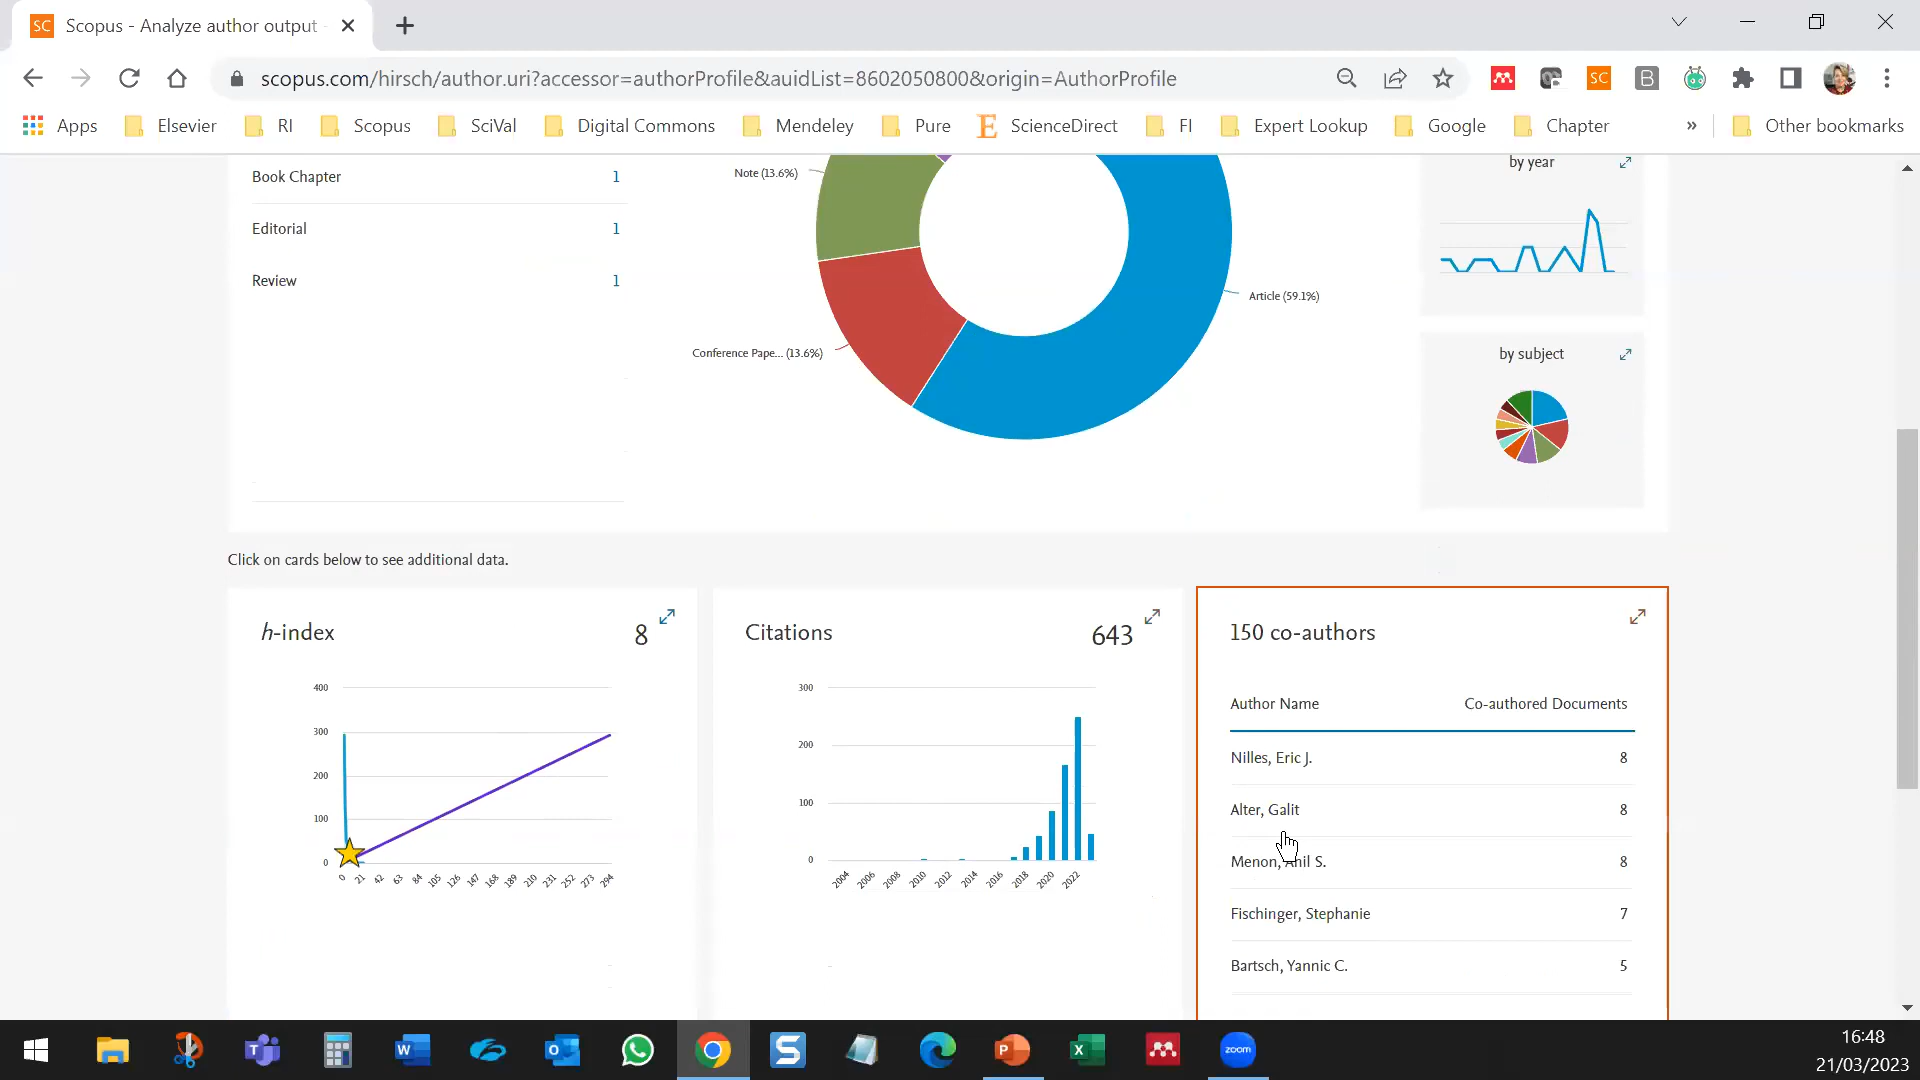 SC Scopus - Analyze author output
scopus.com/hirsch/author.uri?accessor=authorProfile&auidList=8602050800&origin=AuthorProfile
SC B
Apps Elsevier RI Scopus SciVal Digital Commons Mendeley Pure ScienceDirect FI Expert Lookup Google Chapter » Other bookmarks
Book Chapter 1
Editorial 1
Review 1
Note (13.6%)
Conference Pape... (13.6%)
Article (59.1%)
by year
by subject
Click on cards below to see additional data.
h-index 8
400
300
200
100
0
0 21 42 63 84 105 126 147 168 189 210 231 252 273 294
Citations 643
300
200
100
0
2004 2006 2008 2010 2012 2014 2016 2018 2020 2022
150 co-authors
Author Name Co-authored Documents
Nilles, Eric J. 8
Alter, Galit 8
Menon, Anil S. 8
Fischinger, Stephanie 7
Bartsch, Yannic C. 5
zoom
16:48
21/03/2023